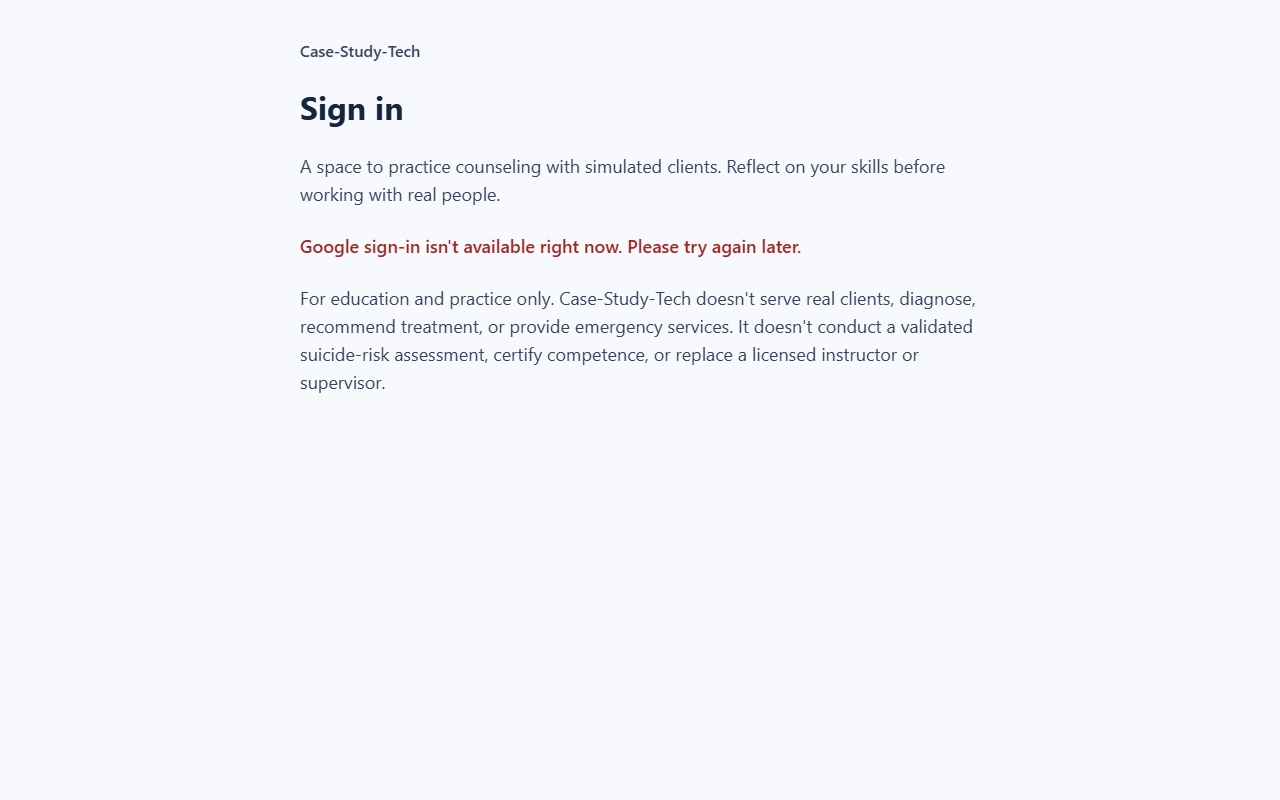 Case-Study-Tech
Sign in
A space to practice counseling with simulated clients. Reflect on your skills before
working with real people.
Google sign-in isn't available right now. Please try again later.
For education and practice only. Case-Study-Tech doesn't serve real clients, diagnose,
recommend treatment, or provide emergency services. It doesn't conduct a validated
suicide-risk assessment, certify competence, or replace a licensed instructor or
supervisor.